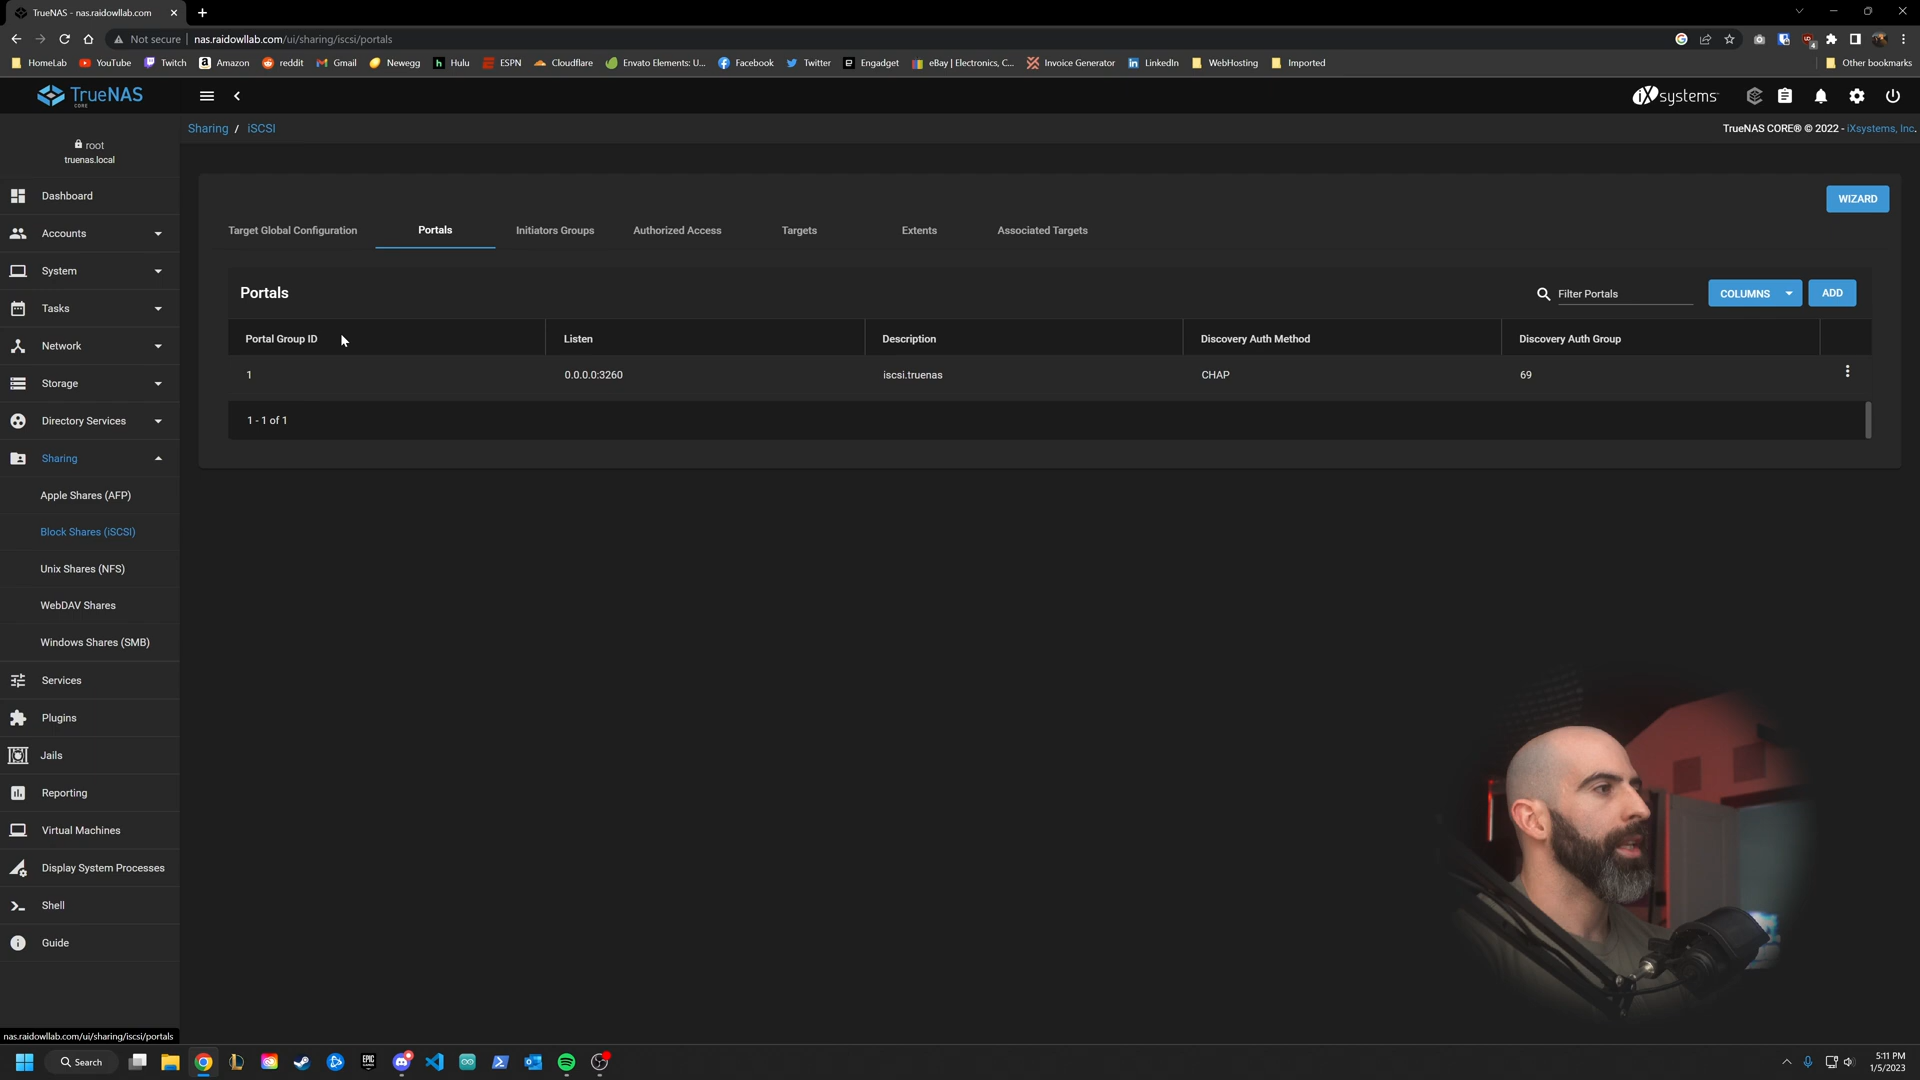 TrueNAS - nas.raidowllab.com
Not secure
nas.raidowllab.com/ui/sharing/iscsi/portals
HomeLab
YouTube
Twitch
Amazon
reddit
Gmail
Newegg
Hulu
ESPN
Cloudflare
Envato Elements: U...
Facebook
Twitter
Engadget
eBay | Electronics, C...
Invoice Generator
LinkedIn
WebHosting
Imported
Other bookmarks
TrueNAS
CORE
iXsystems
Sharing / iSCSI
TrueNAS CORE® © 2022 - iXsystems, Inc.
root
truenas.local
Dashboard
Accounts
System
Tasks
Network
Storage
Directory Services
Sharing
Apple Shares (AFP)
Block Shares (iSCSI)
Unix Shares (NFS)
WebDAV Shares
Windows Shares (SMB)
Services
Plugins
Jails
Reporting
Virtual Machines
Display System Processes
Shell
Guide
WIZARD
Target Global Configuration
Portals
Initiators Groups
Authorized Access
Targets
Extents
Associated Targets
Portals
Filter Portals
COLUMNS
ADD
Portal Group ID
Listen
Description
Discovery Auth Method
Discovery Auth Group
1
0.0.0.0:3260
iscsi.truenas
CHAP
69
1 - 1 of 1
nas.raidowllab.com/ui/sharing/iscsi/portals
Search
EPIC
5:11 PM
1/5/2023